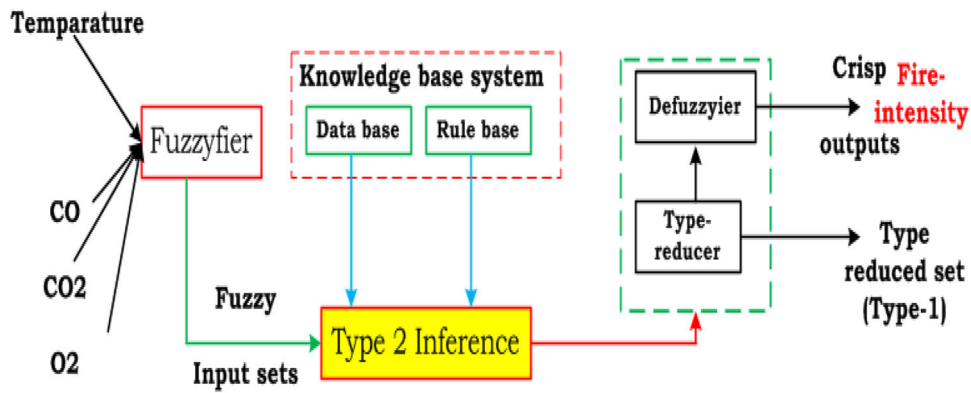 Temparature
CO
CO2
O2
Fuzzyfier
Fuzzy
Input sets
Knowledge base system
Data base
Rule base
Type 2 Inference
Defuzzyier
Type-
reducer
Crisp Fire-
intensity
outputs
Type
reduced set
(Type-1)